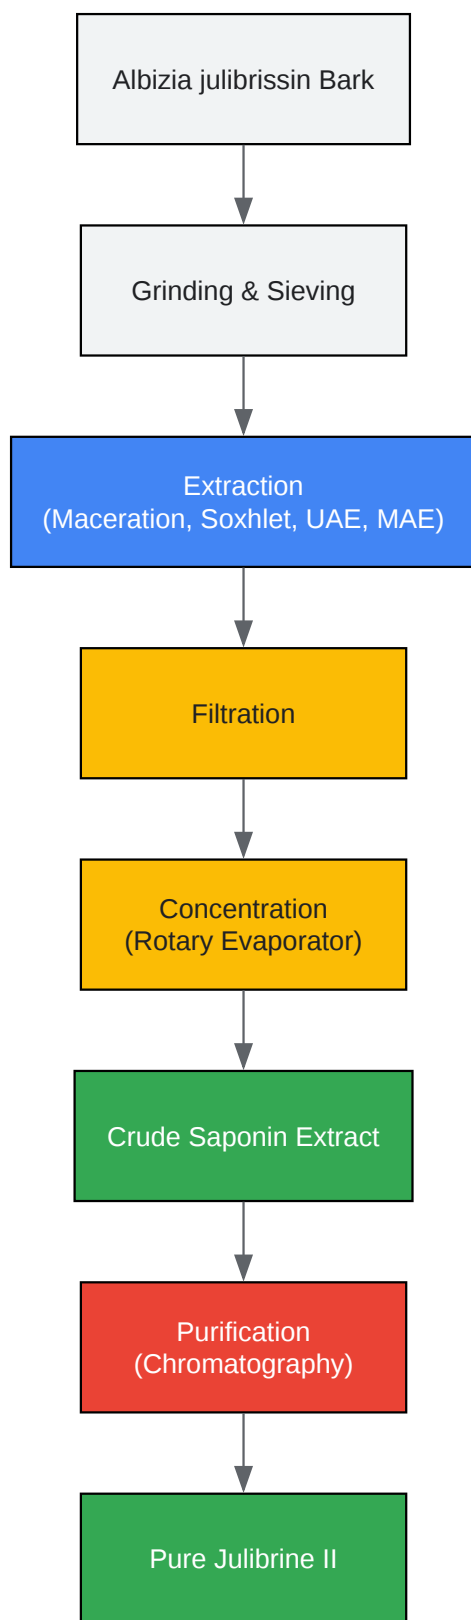 Albizia julibrissin Bark
Grinding & Sieving
Extraction
(Maceration, Soxhlet, UAE, MAE)
Filtration
Concentration
(Rotary Evaporator)
Crude Saponin Extract
Purification
(Chromatography)
Pure Julibrine II